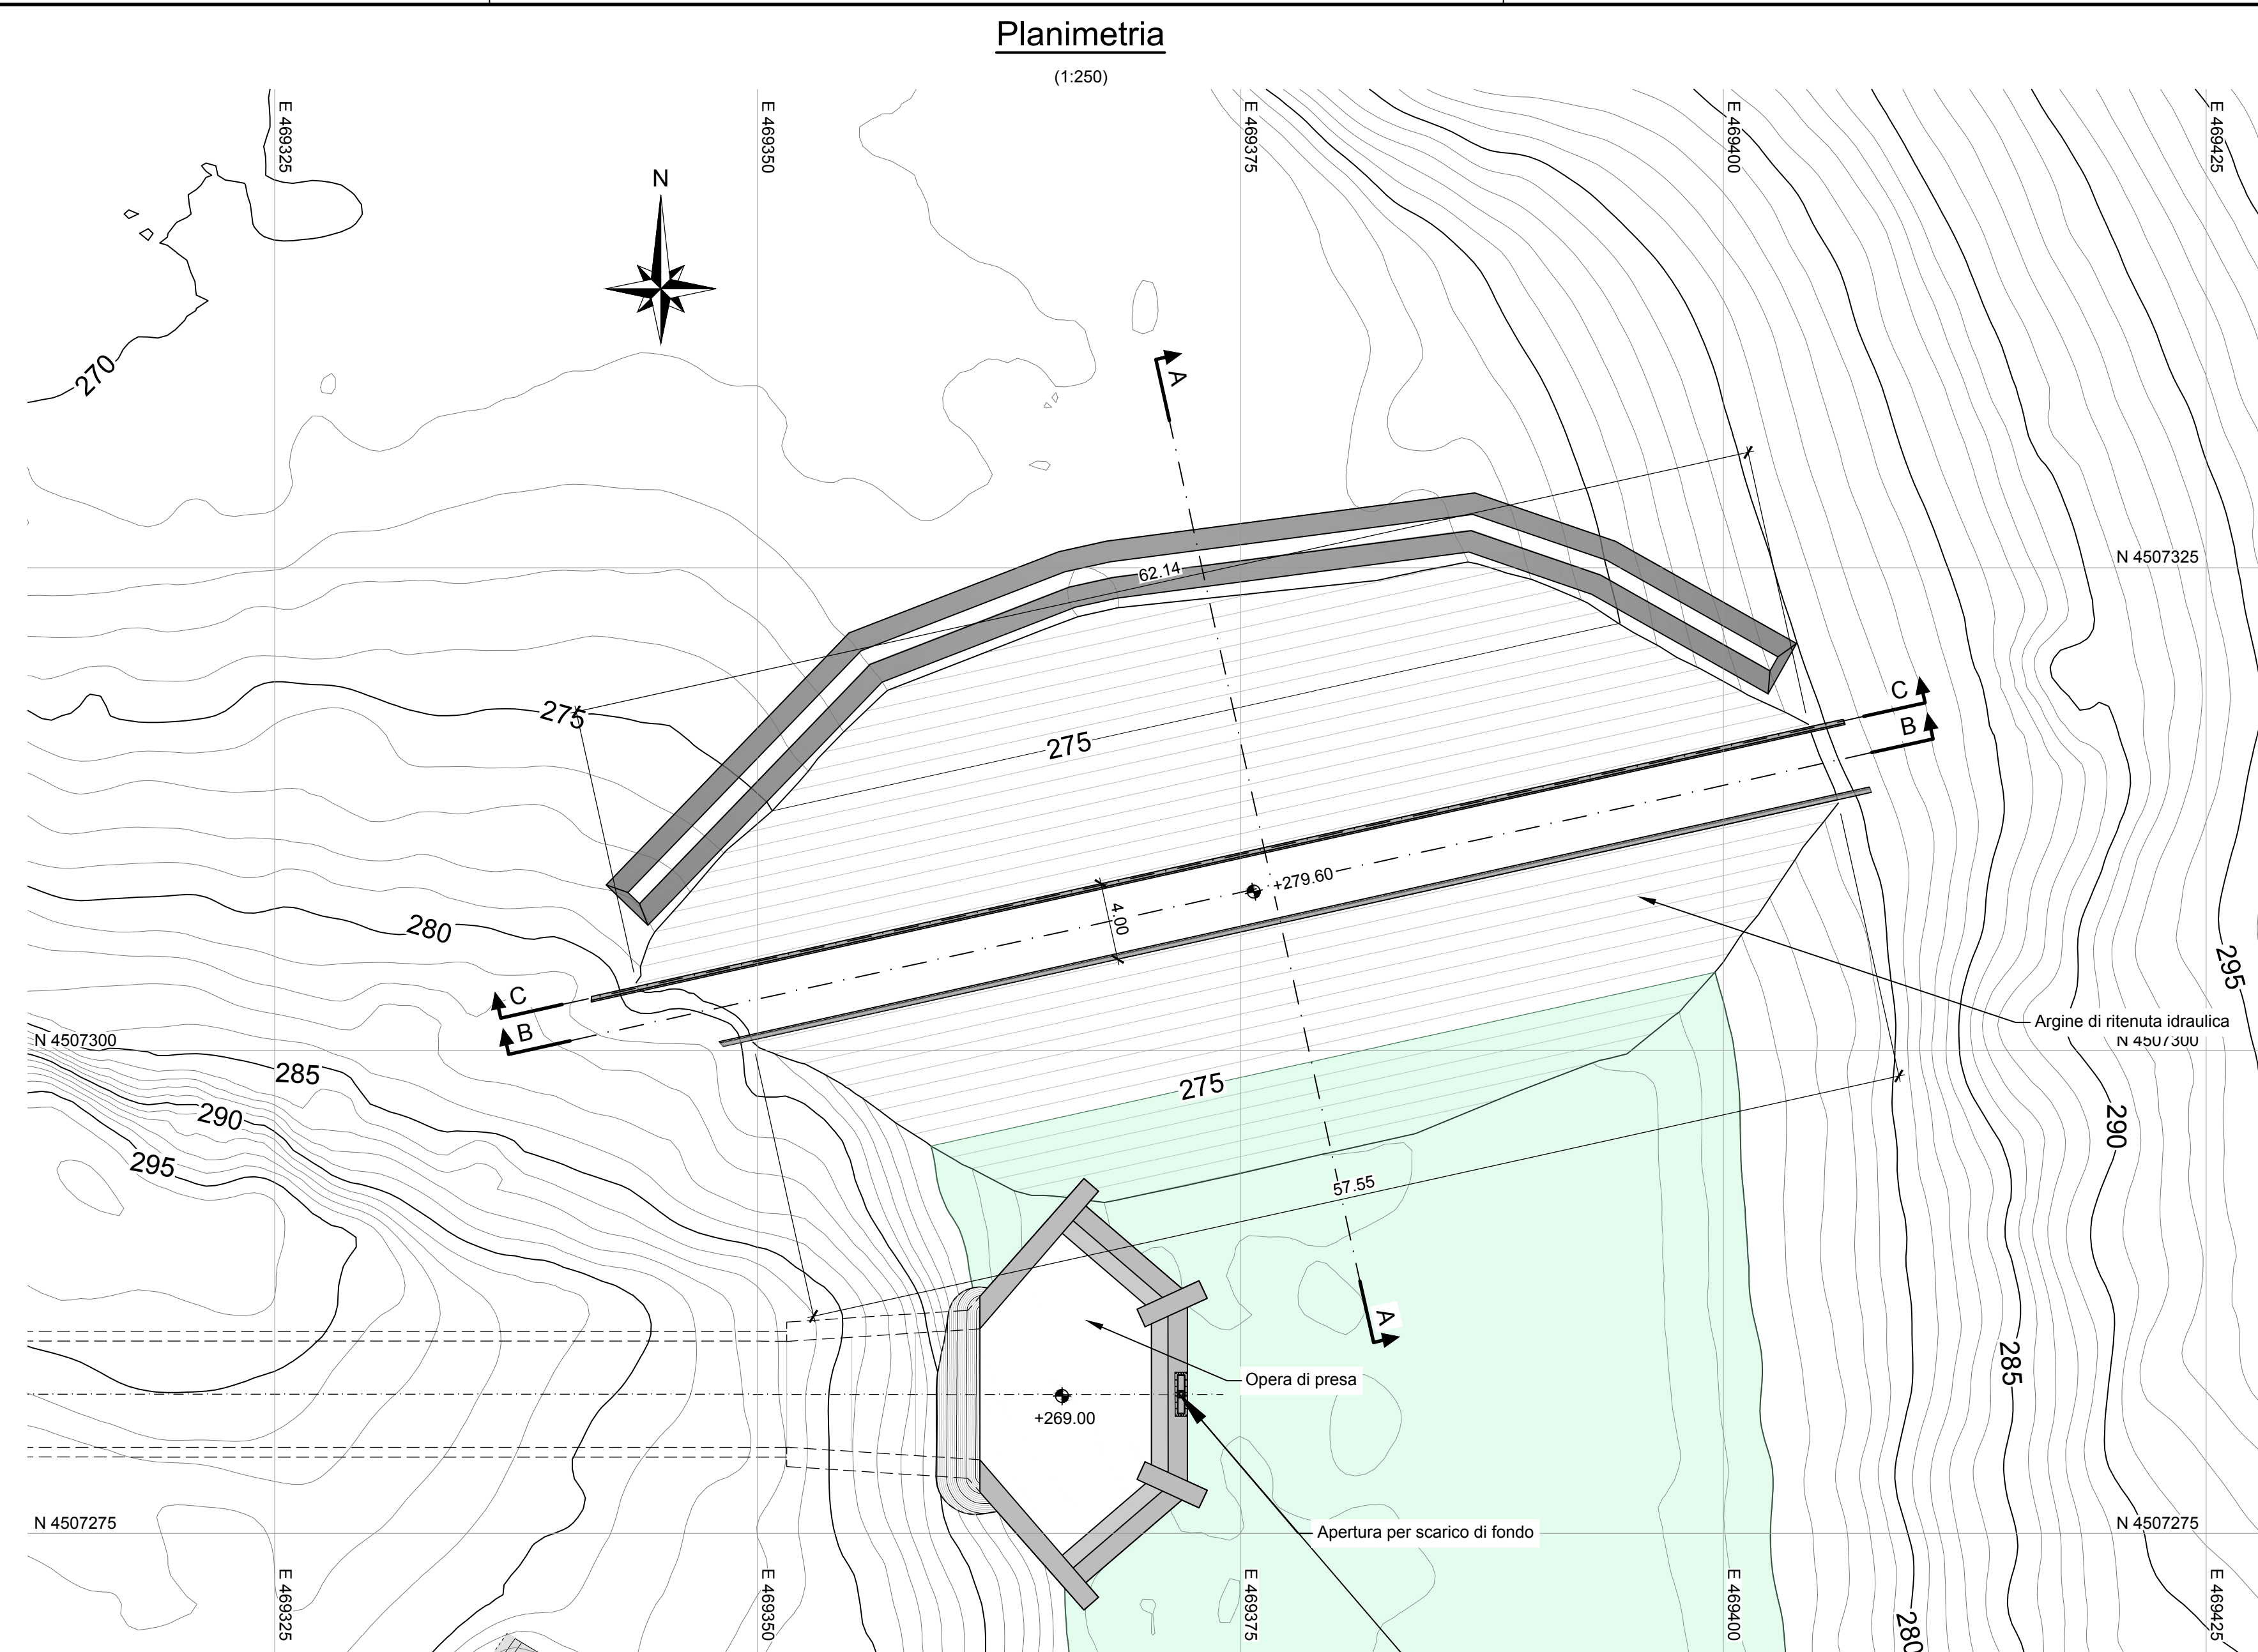 Planimetria
(1:250)
E 469325
E 469350
E 469375
E 469400
E 469425
N
270
A
N 4507325
62.14
275
275
C
B
+279.60
4.00
280
295
C
B
Argine di ritenuta idraulica
N 4507300
N 4507300
285
275
290
290
295
57.55
A
285
Opera di presa
+269.00
N 4507275
N 4507275
Apertura per scarico di fondo
E 469325
E 469350
E 469375
E 469400
E 469425
280